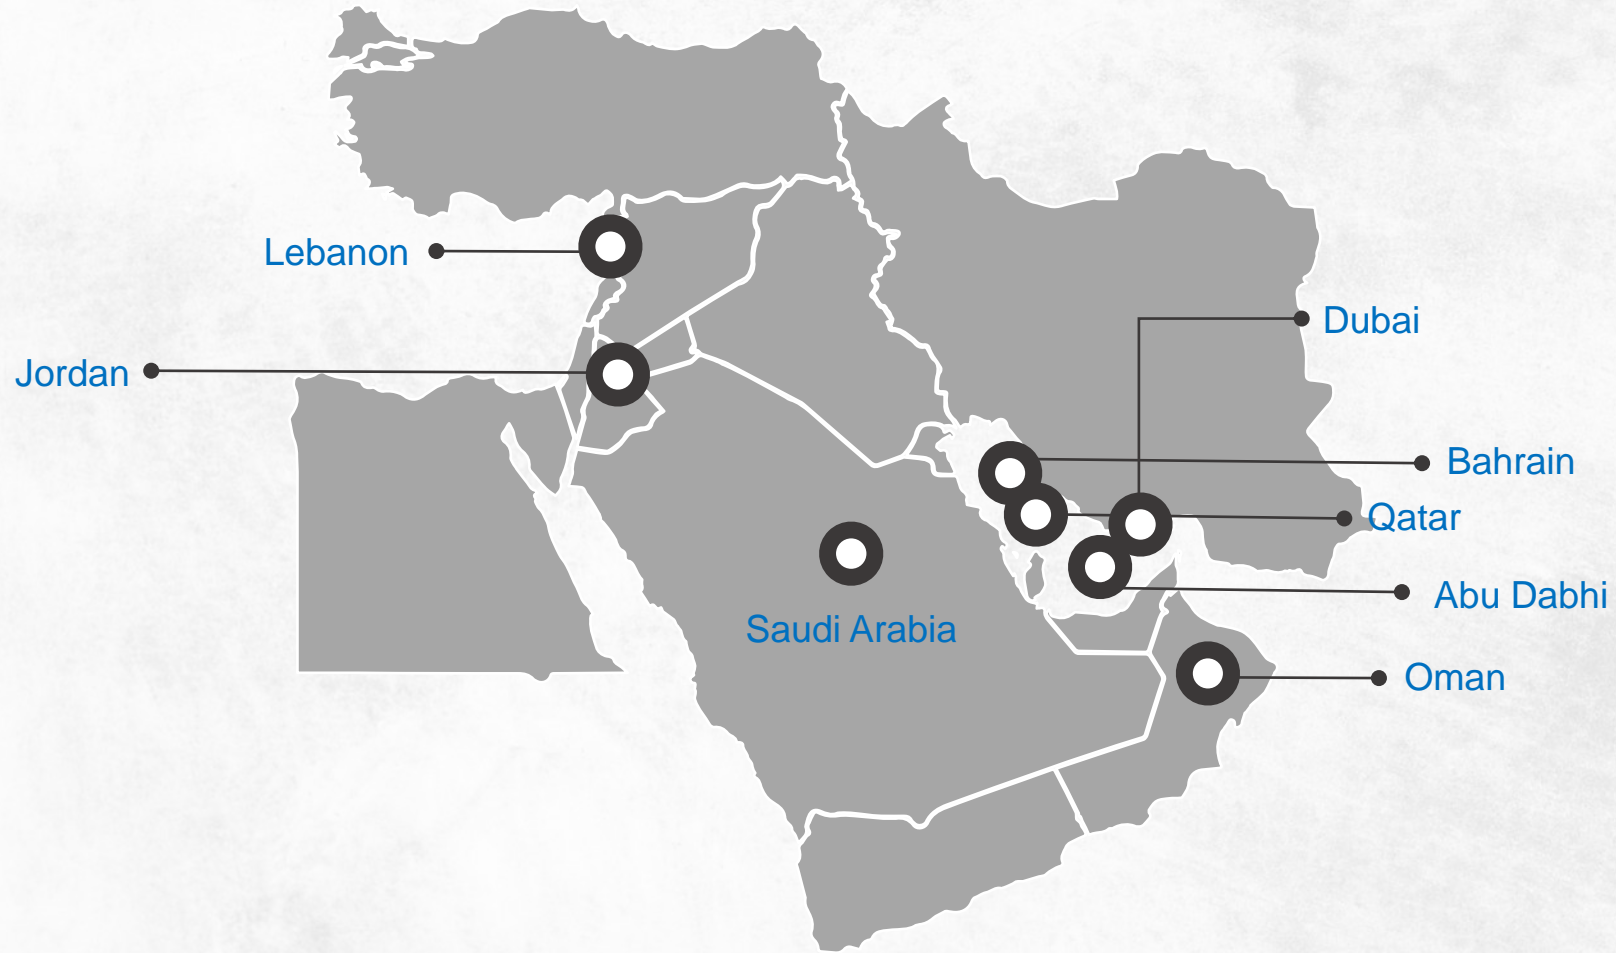 Lebanon
Dubai
Jordan
Bahrain
Qatar
Abu Dabhi
Saudi Arabia
Oman